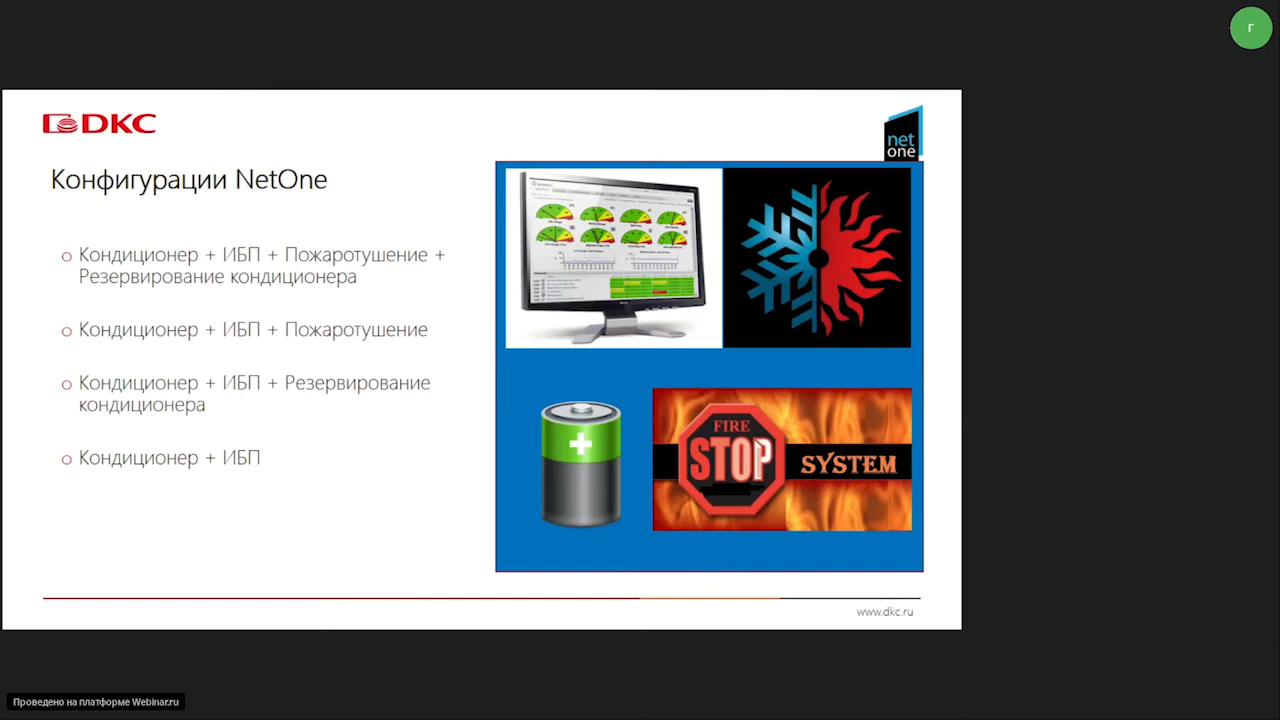 г
DKC
net
one
Конфигурации NetOne
Кондиционер + ИБП + Пожаротушение +
Резервирование кондиционера
Кондиционер + ИБП + Пожаротушение
Кондиционер + ИБП + Резервирование
кондиционера
Кондиционер + ИБП
FIRE
STOP
SYSTEM
www.dkc.ru
Проведено на платформе Webinar.ru